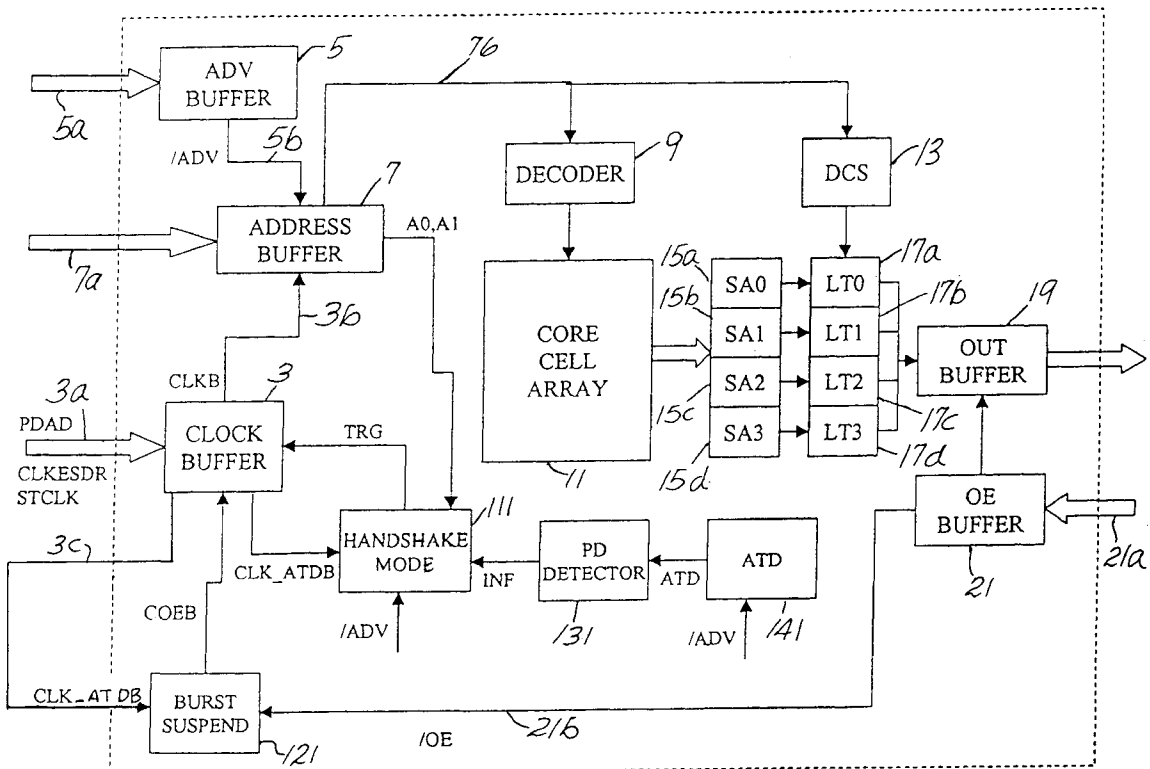 5
76
ADV
BUFFER
5a
5b
/ADV
9
13
7
DECODER
DCS
ADDRESS
BUFFER
A0,A1
7a
15a
17a
SA0
LT0
3b
15b
17b
19
CORE
CELL
ARRAY
SA1
LT1
OUT
BUFFER
CLKB
3
3a
SA2
LT2
15c
17c
PDAD
CLOCK
BUFFER
TRG
SA3
LT3
CLKESDR
STCLK
11
15d
17d
OE
BUFFER
111
3c
HANDSHAKE
MODE
PD
DETECTOR
ATD
21a
CLK_ATDB
INF
ATD
21
COEB
131
/ADV
/ADV
141
CLK_ATDB
BURST
SUSPEND
121
/OE
21b